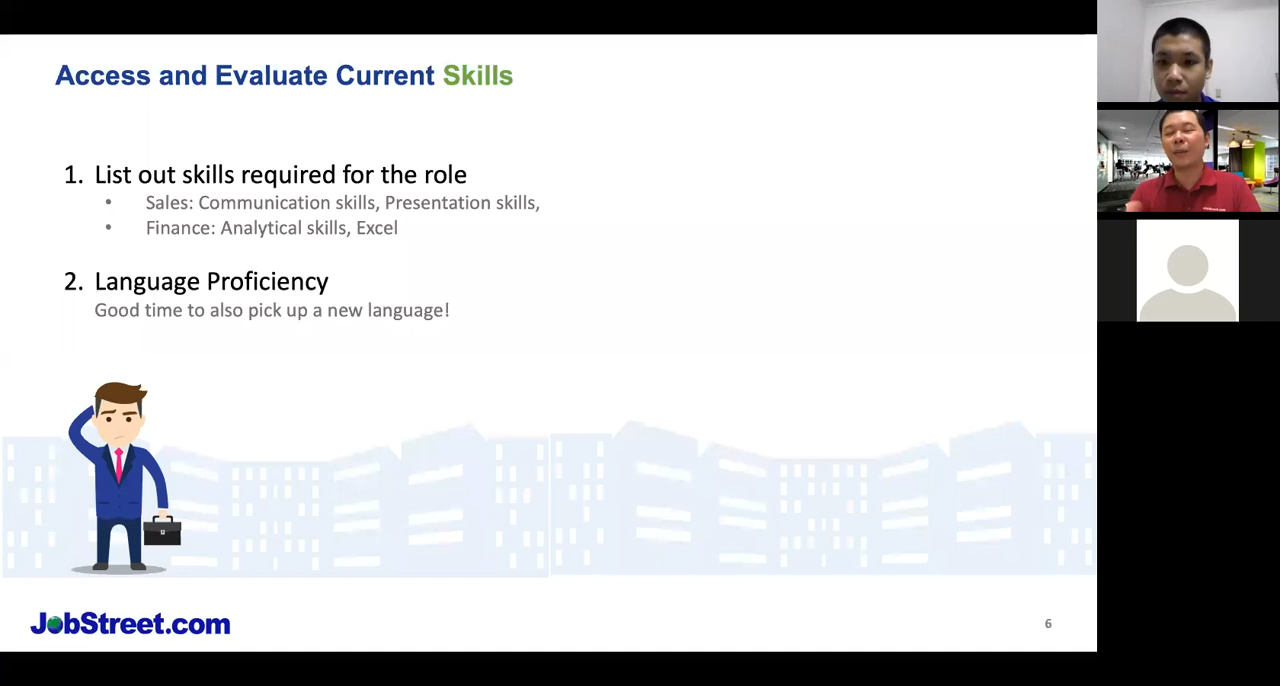 Access and Evaluate Current Skills
1. List out skills required for the role
• Sales: Communication skills, Presentation skills,
• Finance: Analytical skills, Excel
2. Language Proficiency
Good time to also pick up a new language!
JobStreet.com
6